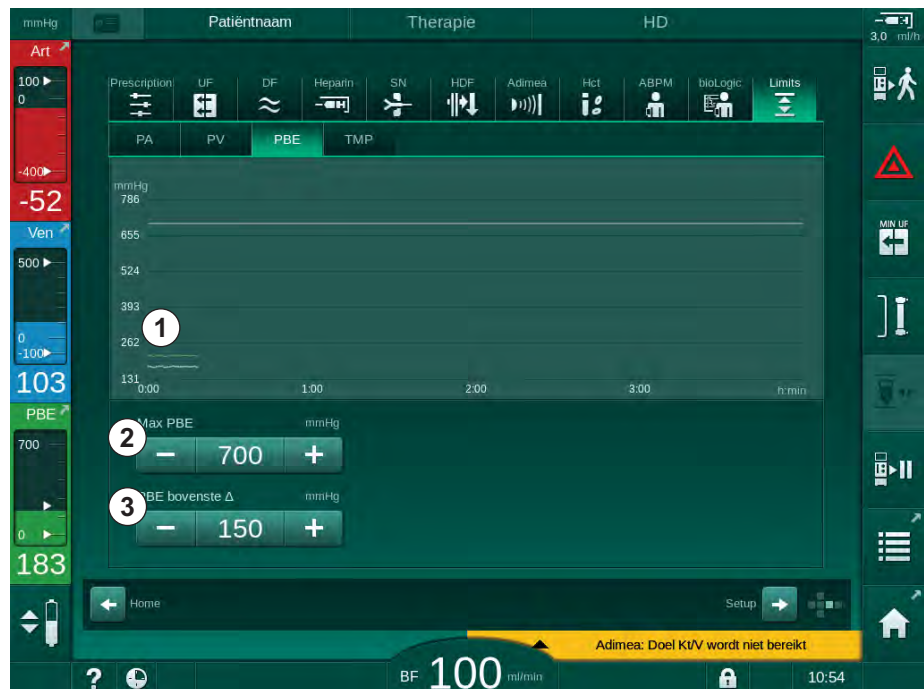 mmHg
Patiëntnaam
Therapie
HD
3,0 ml/h
Art
100
0
-400
-52
Ven
500
0
-100
103
PBE
700
0
183
Prescription
UF
DF
Heparin
SN
HDF
Adimea
Hct
ABPM
bioLogic
Limits
PA
PV
PBE
TMP
mmHg
786
655
524
393
262
131
0:00
1:00
2:00
3:00
h:min
1
2
Max PBE
mmHg
700
3
PBE bovenste Δ
mmHg
150
MIN UF
Home
Setup
Adimea: Doel Kt/V wordt niet bereikt
?
BF 100 ml/min
10:54